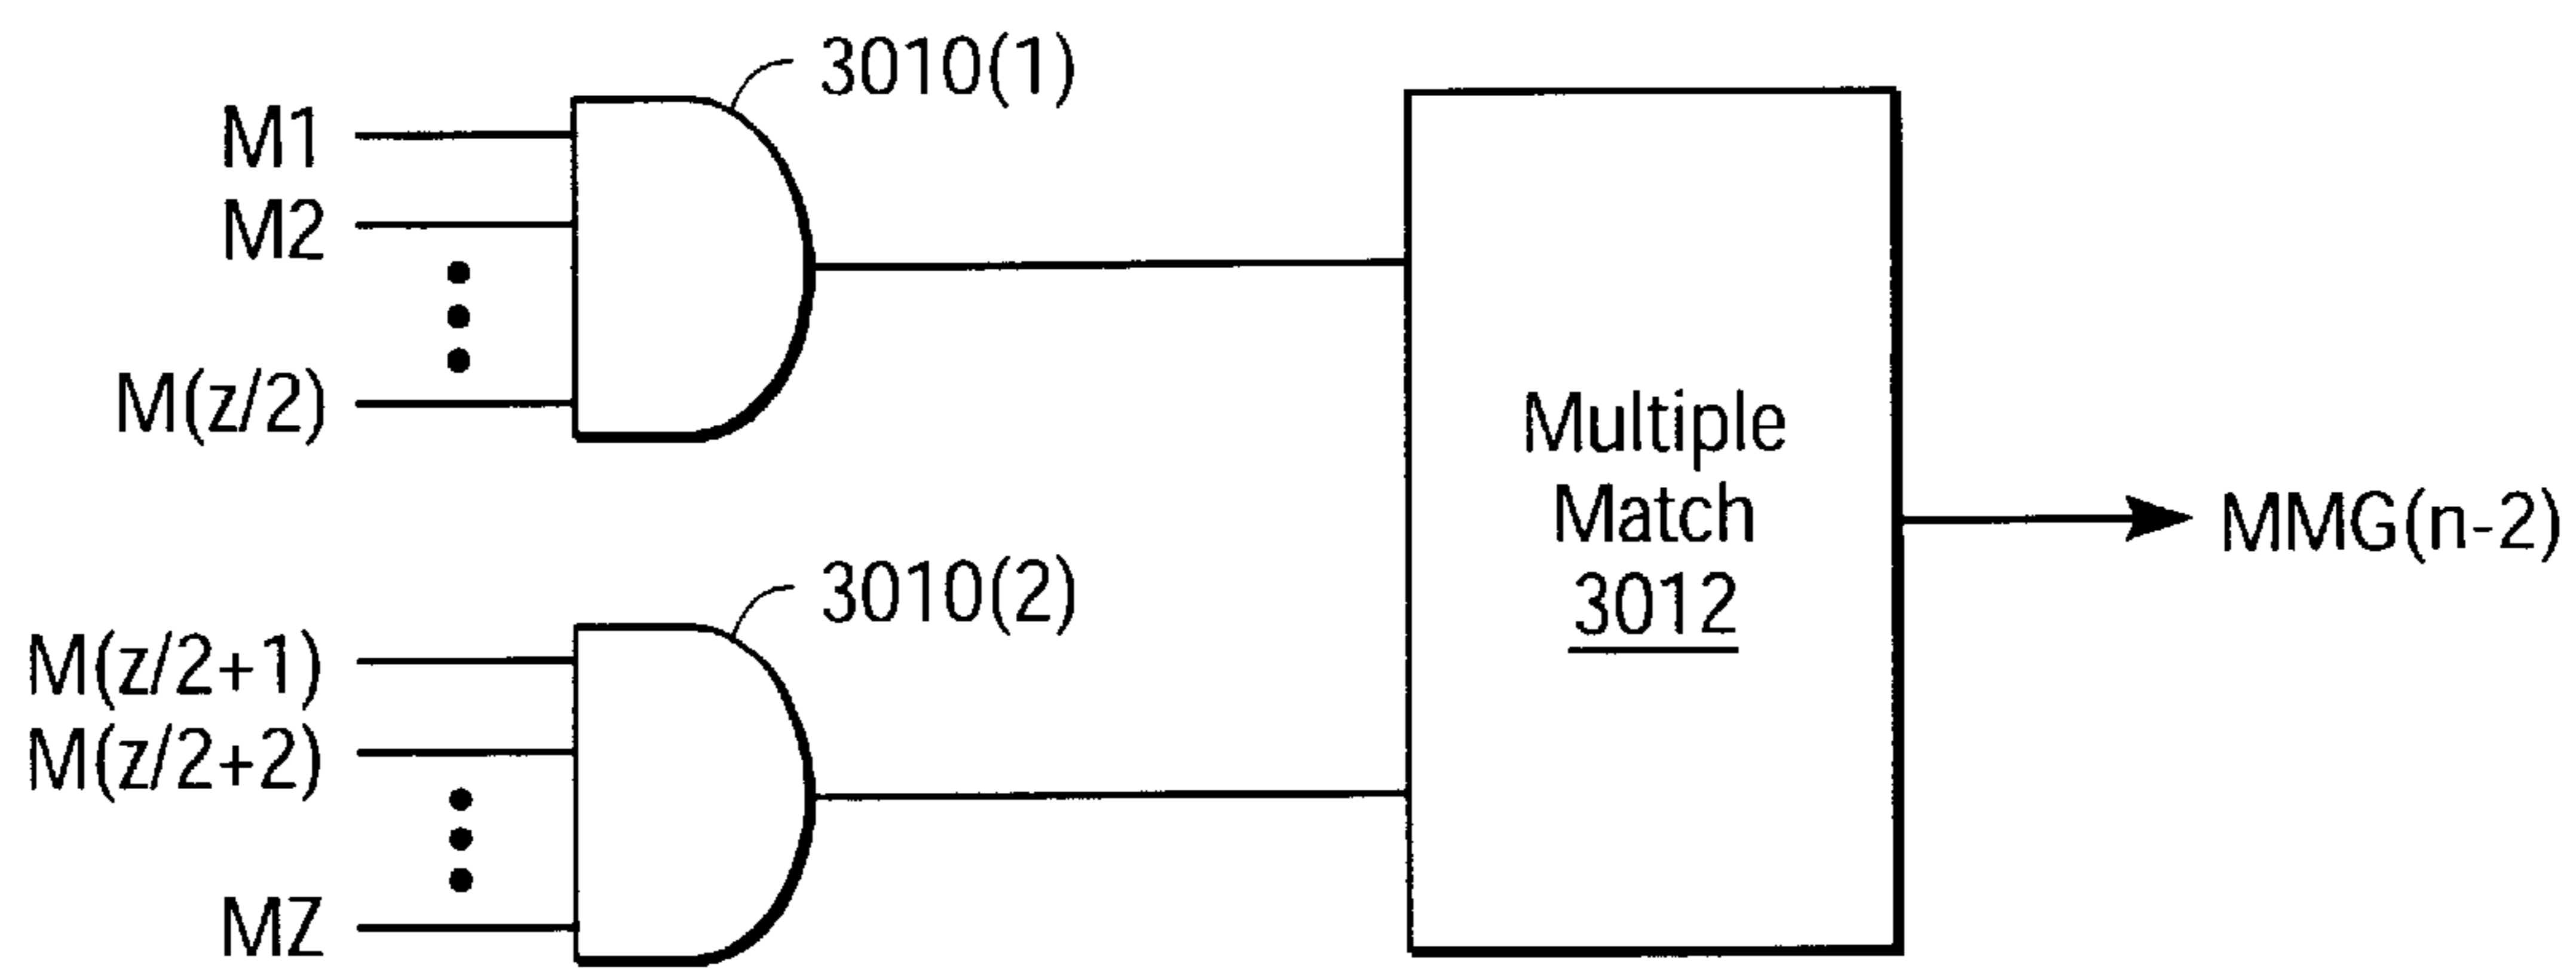 3010(1)
M1
M2
M(z/2)
Multiple
Match
3012
MMG(n-2)
3010(2)
M(z/2+1)
M(z/2+2)
MZ